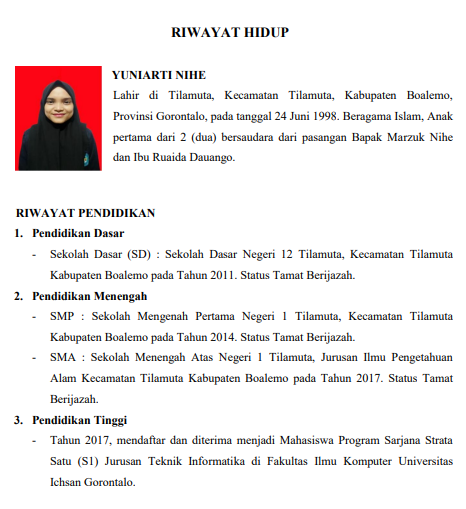 RIWAYAT HIDUP
YUNIARTI NIHE
Lahir di Tilamuta, Kecamatan Tilamuta, Kabupaten Boalemo,
Provinsi Gorontalo, pada tanggal 24 Juni 1998. Beragama Islam, Anak
pertama dari 2 (dua) bersaudara dari pasangan Bapak Marzuk Nihe
dan Ibu Ruaida Dauango.
RIWAYAT PENDIDIKAN
1. Pendidikan Dasar
- Sekolah Dasar (SD) : Sekolah Dasar Negeri 12 Tilamuta, Kecamatan Tilamuta
Kabupaten Boalemo pada Tahun 2011. Status Tamat Berijazah.
2. Pendidikan Menengah
- SMP : Sekolah Mengenah Pertama Negeri 1 Tilamuta, Kecamatan Tilamuta
Kabupaten Boalemo pada Tahun 2014. Status Tamat Berijazah.
- SMA : Sekolah Menengah Atas Negeri 1 Tilamuta, Jurusan Ilmu Pengetahuan
Alam Kecamatan Tilamuta Kabupaten Boalemo pada Tahun 2017. Status Tamat
Berijazah.
3. Pendidikan Tinggi
- Tahun 2017, mendaftar dan diterima menjadi Mahasiswa Program Sarjana Strata
Satu (S1) Jurusan Teknik Informatika di Fakultas Ilmu Komputer Universitas
Ichsan Gorontalo.